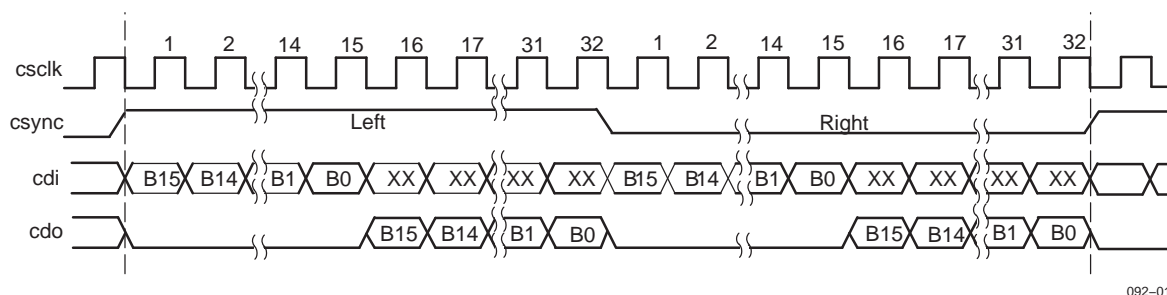 1 2 14 15 16 17 31 32 1 2 14 15 16 17 31 32
csclk
csync Left Right
cdi B15 B14 B1 B0 XX XX XX XX B15 B14 B1 B0 XX XX XX XX
cdo B15 B14 B1 B0 B15 B14 B1 B0
092–01